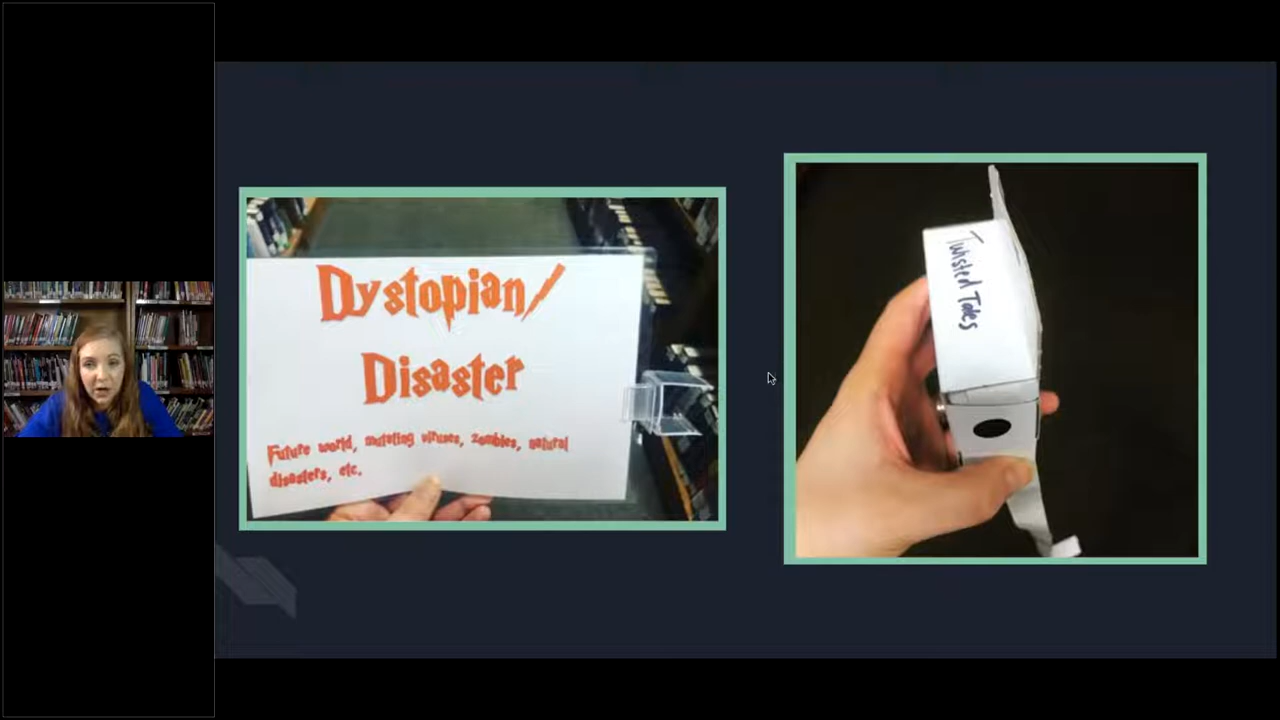 Dystopian/
Disaster
Future world, mutating viruses, zombies, natural
disasters, etc.
Twisted Tales